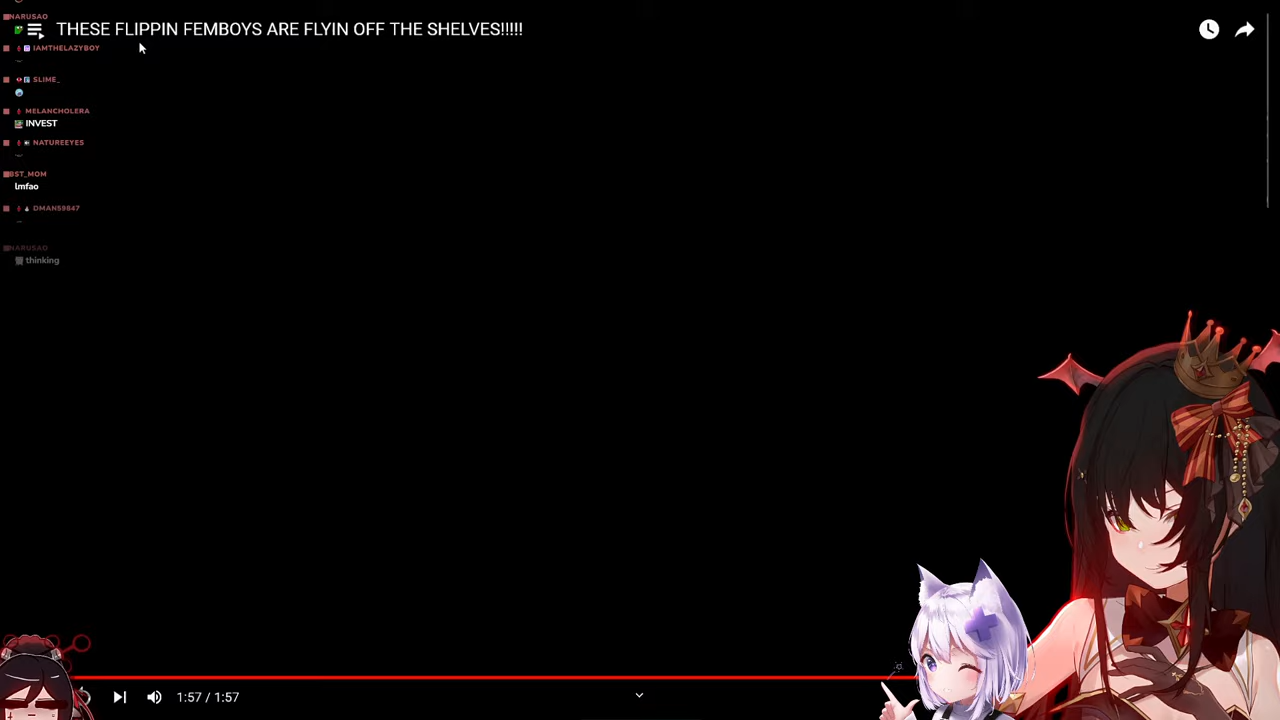 NARUSAO
THESE FLIPPIN FEMBOYS ARE FLYIN OFF THE SHELVES!!!!!
IAMTHELAZYBOY
SLIME_
MELANCHOLERA
INVEST
NATUREEYES
BST_MOM
lmfao
DMAN59847
NARUSAO
thinking
1:57 / 1:57